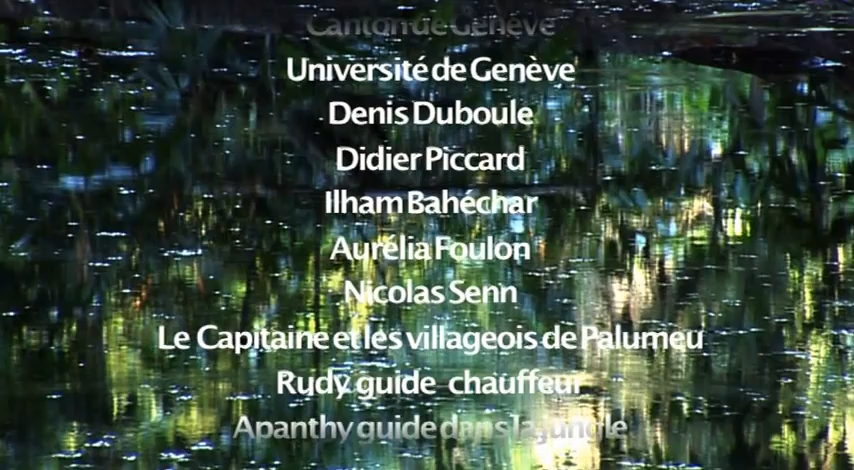 Canton de Genève
Université de Genève
Denis Duboule
Didier Piccard
Ilham Bahéchar
Aurélia Foulon
Nicolas Senn
Le Capitaine et les villageois de Palumeu
Rudy guide chauffeur
Apanthy guide dans la jungle